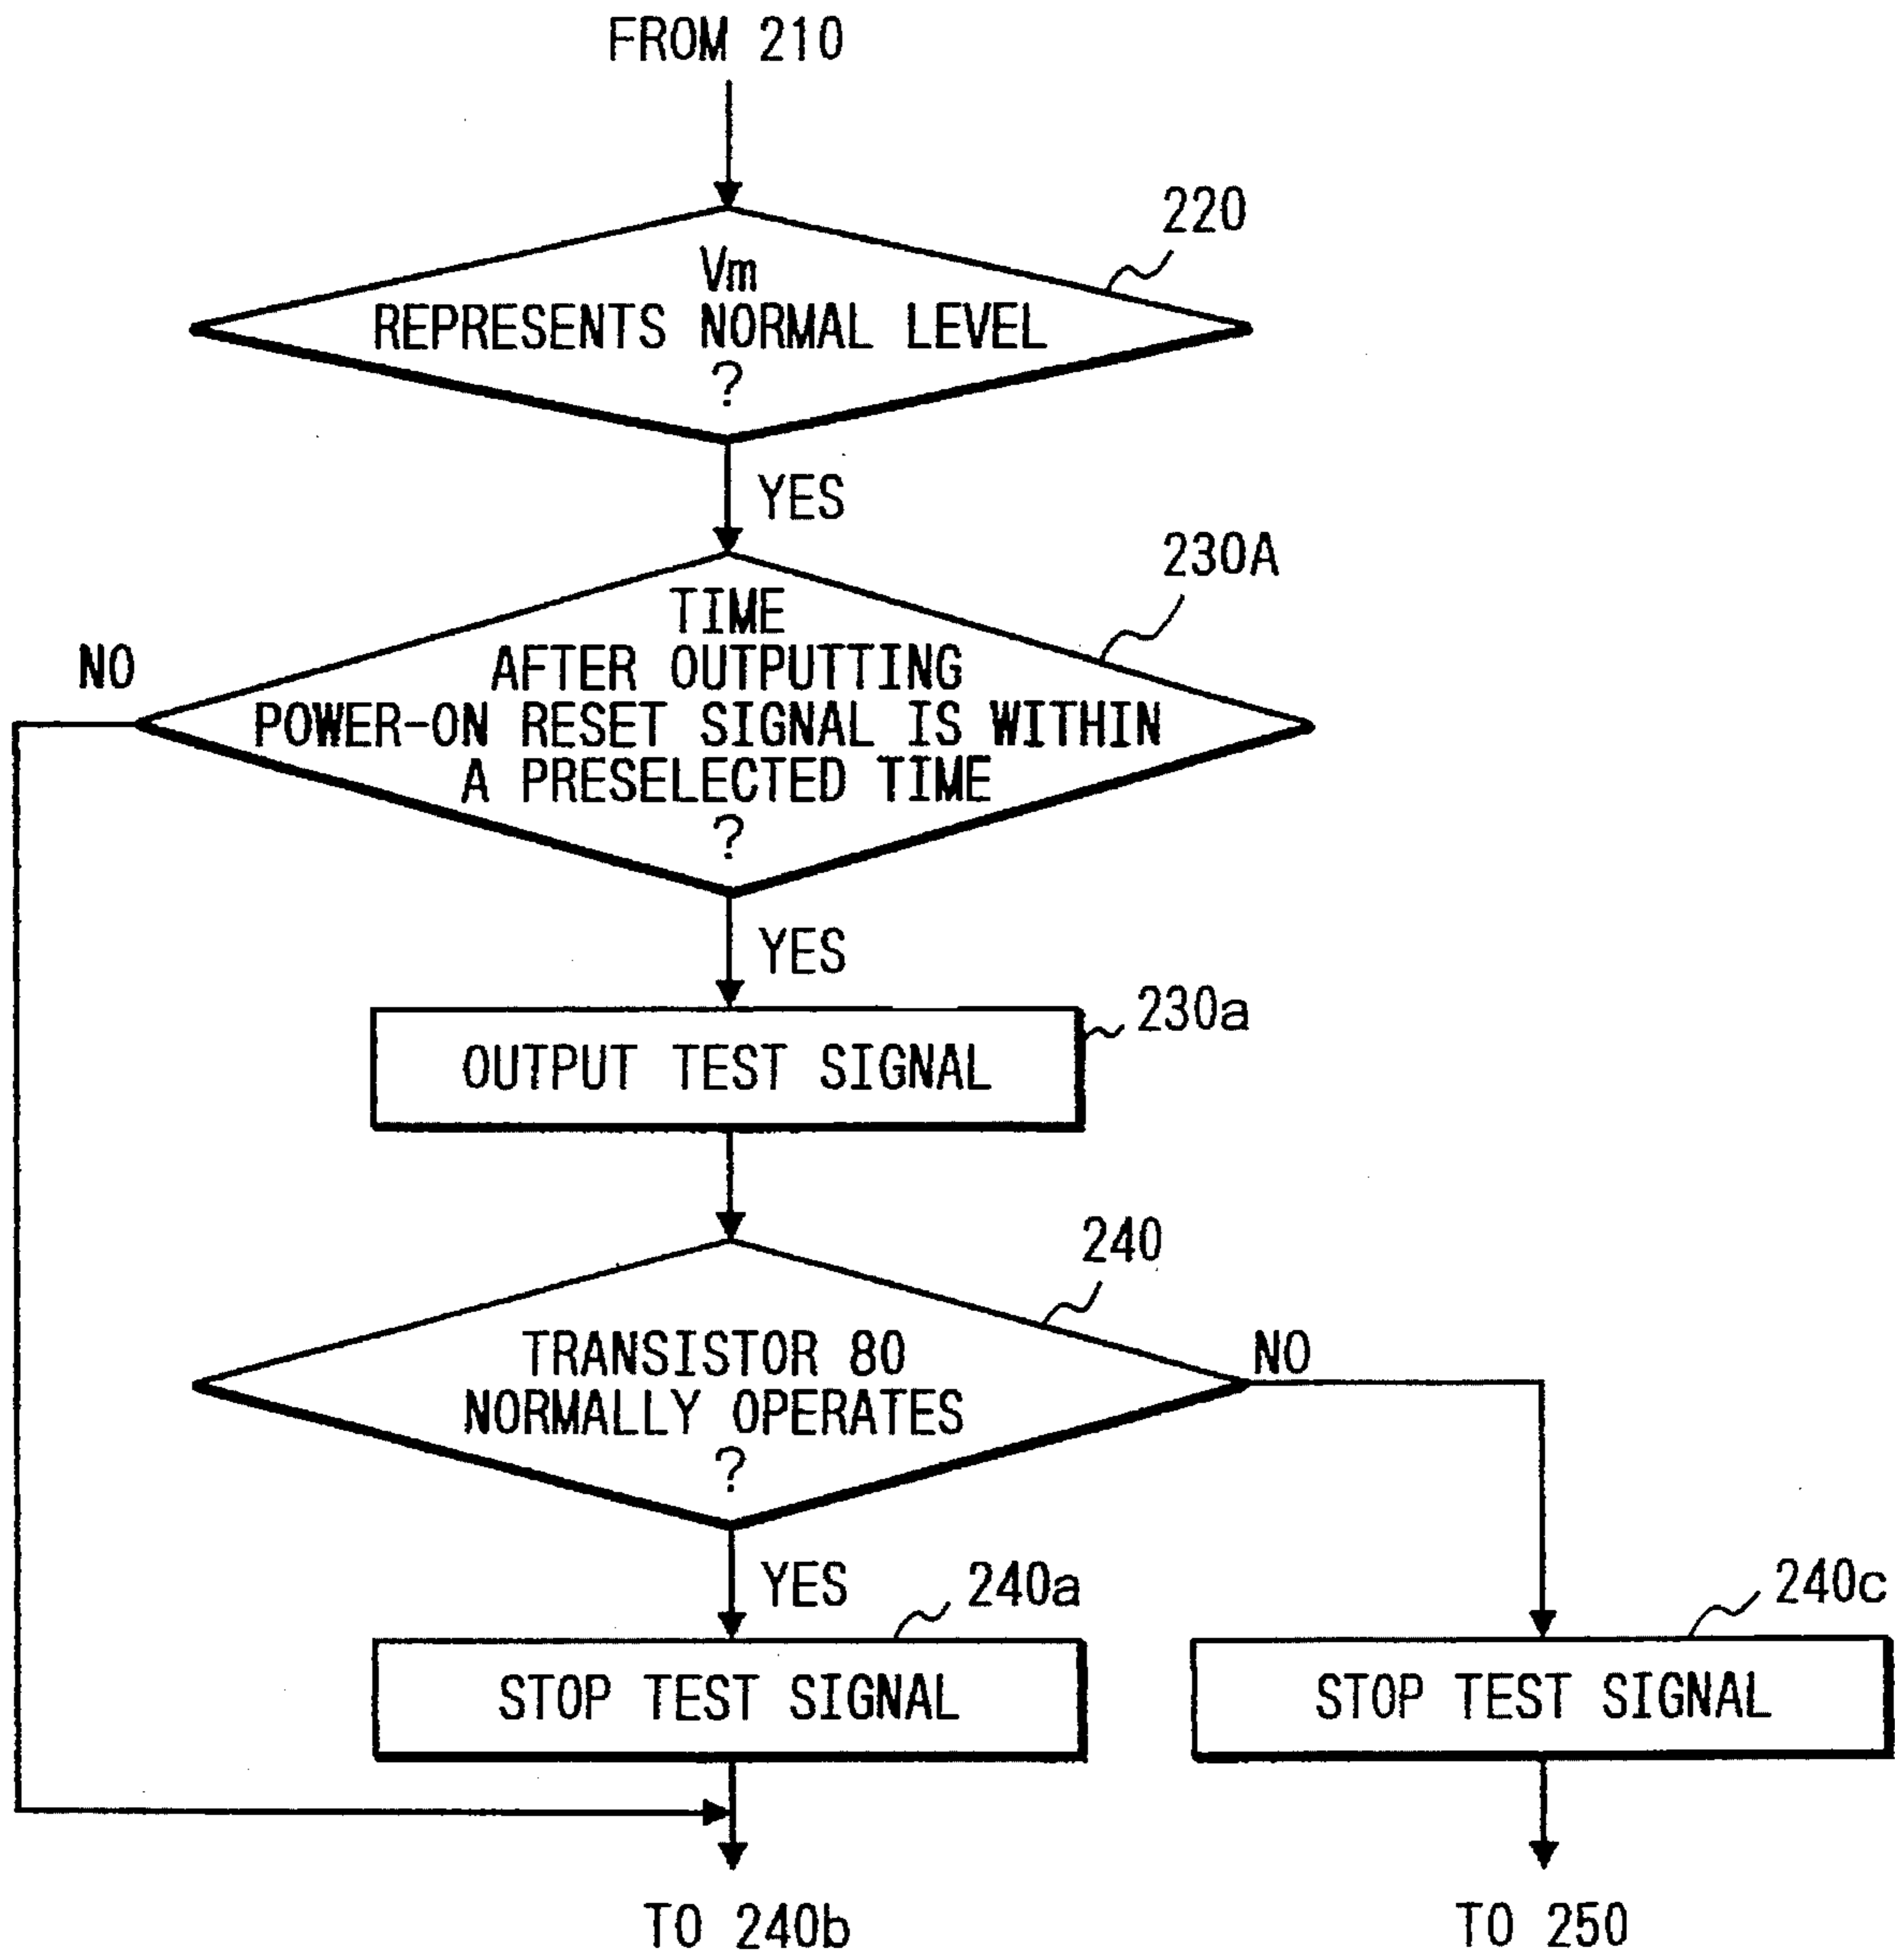 FROM 210
220
Vm
REPRESENTS NORMAL LEVEL
?
YES
230A
NO
TIME
AFTER OUTPUTTING
POWER-ON RESET SIGNAL IS WITHIN
A PRESELECTED TIME
?
YES
230a
OUTPUT TEST SIGNAL
240
TRANSISTOR 80
NORMALLY OPERATES
?
NO
YES
240a
240c
STOP TEST SIGNAL
STOP TEST SIGNAL
TO 240b
TO 250